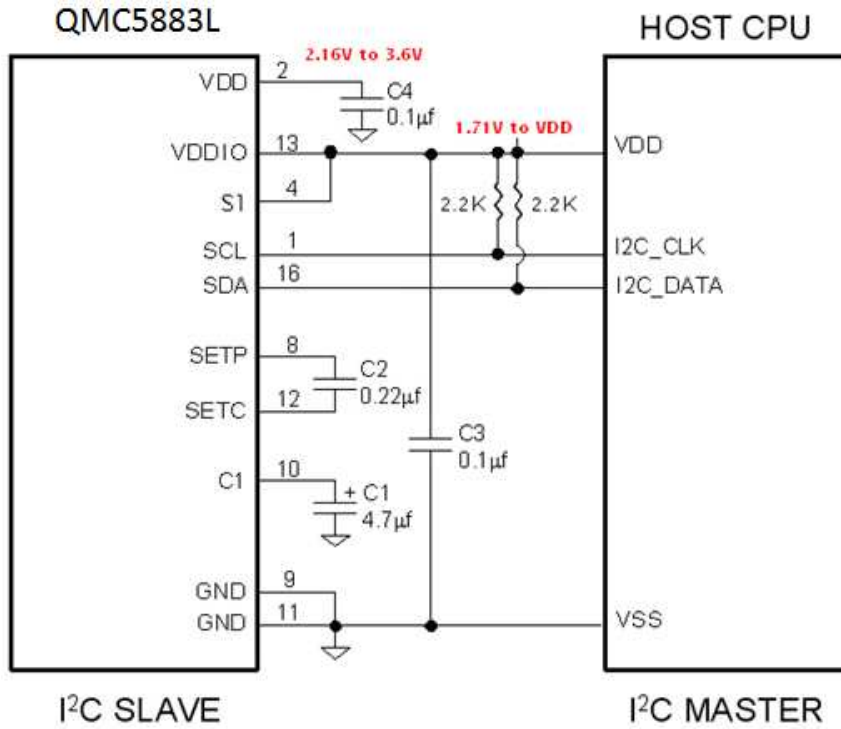 QMC5883L
HOST CPU
2.16V to 3.6V
VDD
2
C4
0.1µf
1.71V to VDD
VDDIO
13
VDD
S1
4
2.2K
2.2K
SCL
1
I2C_CLK
SDA
16
I2C_DATA
SETP
8
C2
0.22µf
SETC
12
C3
0.1µf
C1
10
+ C1
4.7µf
GND
9
GND
11
VSS
I²C SLAVE
I²C MASTER